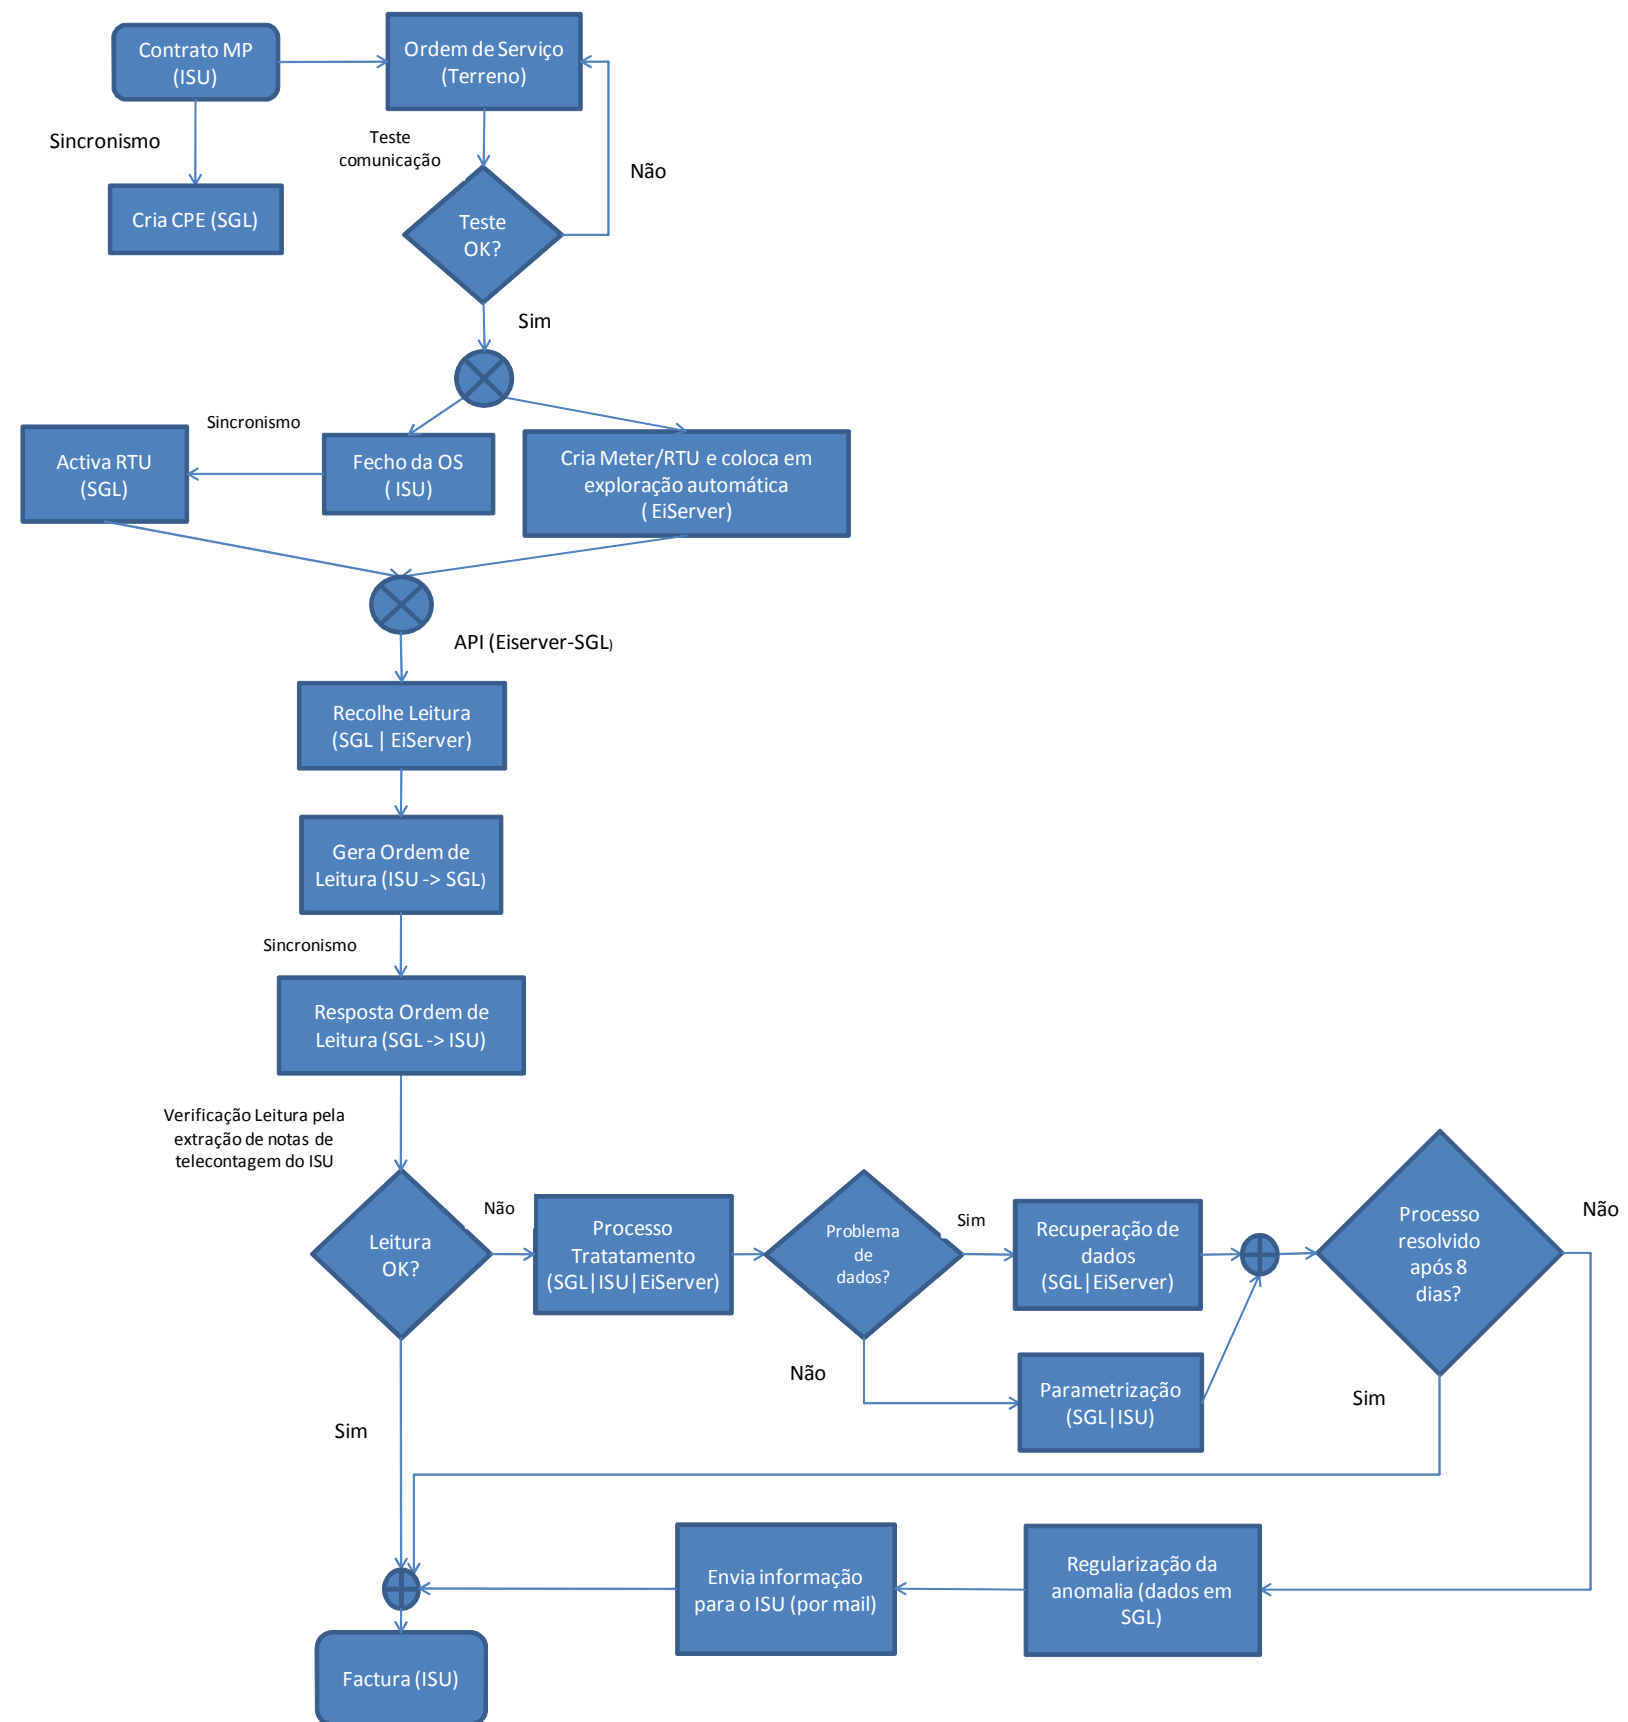 Contrato MP
(ISU)
Ordem de Serviço
(Terreno)
Sincronismo
Teste
comunicação
Não
Cria CPE (SGL)
Teste
OK?
Sim
Sincronismo
Activa RTU
(SGL)
Fecho da OS
( ISU)
Cria Meter/RTU e coloca em
exploração automática
( EiServer)
API (Eiserver-SGL)
Recolhe Leitura
(SGL | EiServer)
Gera Ordem de
Leitura (ISU -> SGL)
Sincronismo
Resposta Ordem de
Leitura (SGL -> ISU)
Verificação Leitura pela
extração de notas de
telecontagem do ISU
Leitura
OK?
Não
Processo
Tratatamento
(SGL|ISU|EiServer)
Problema
de
dados?
Sim
Recuperação de
dados
(SGL|EiServer)
Processo
resolvido
após 8
dias?
Não
Não
Parametrização
(SGL|ISU)
Sim
Sim
Envia informação
para o ISU (por mail)
Regularização da
anomalia (dados em
SGL)
Factura (ISU)